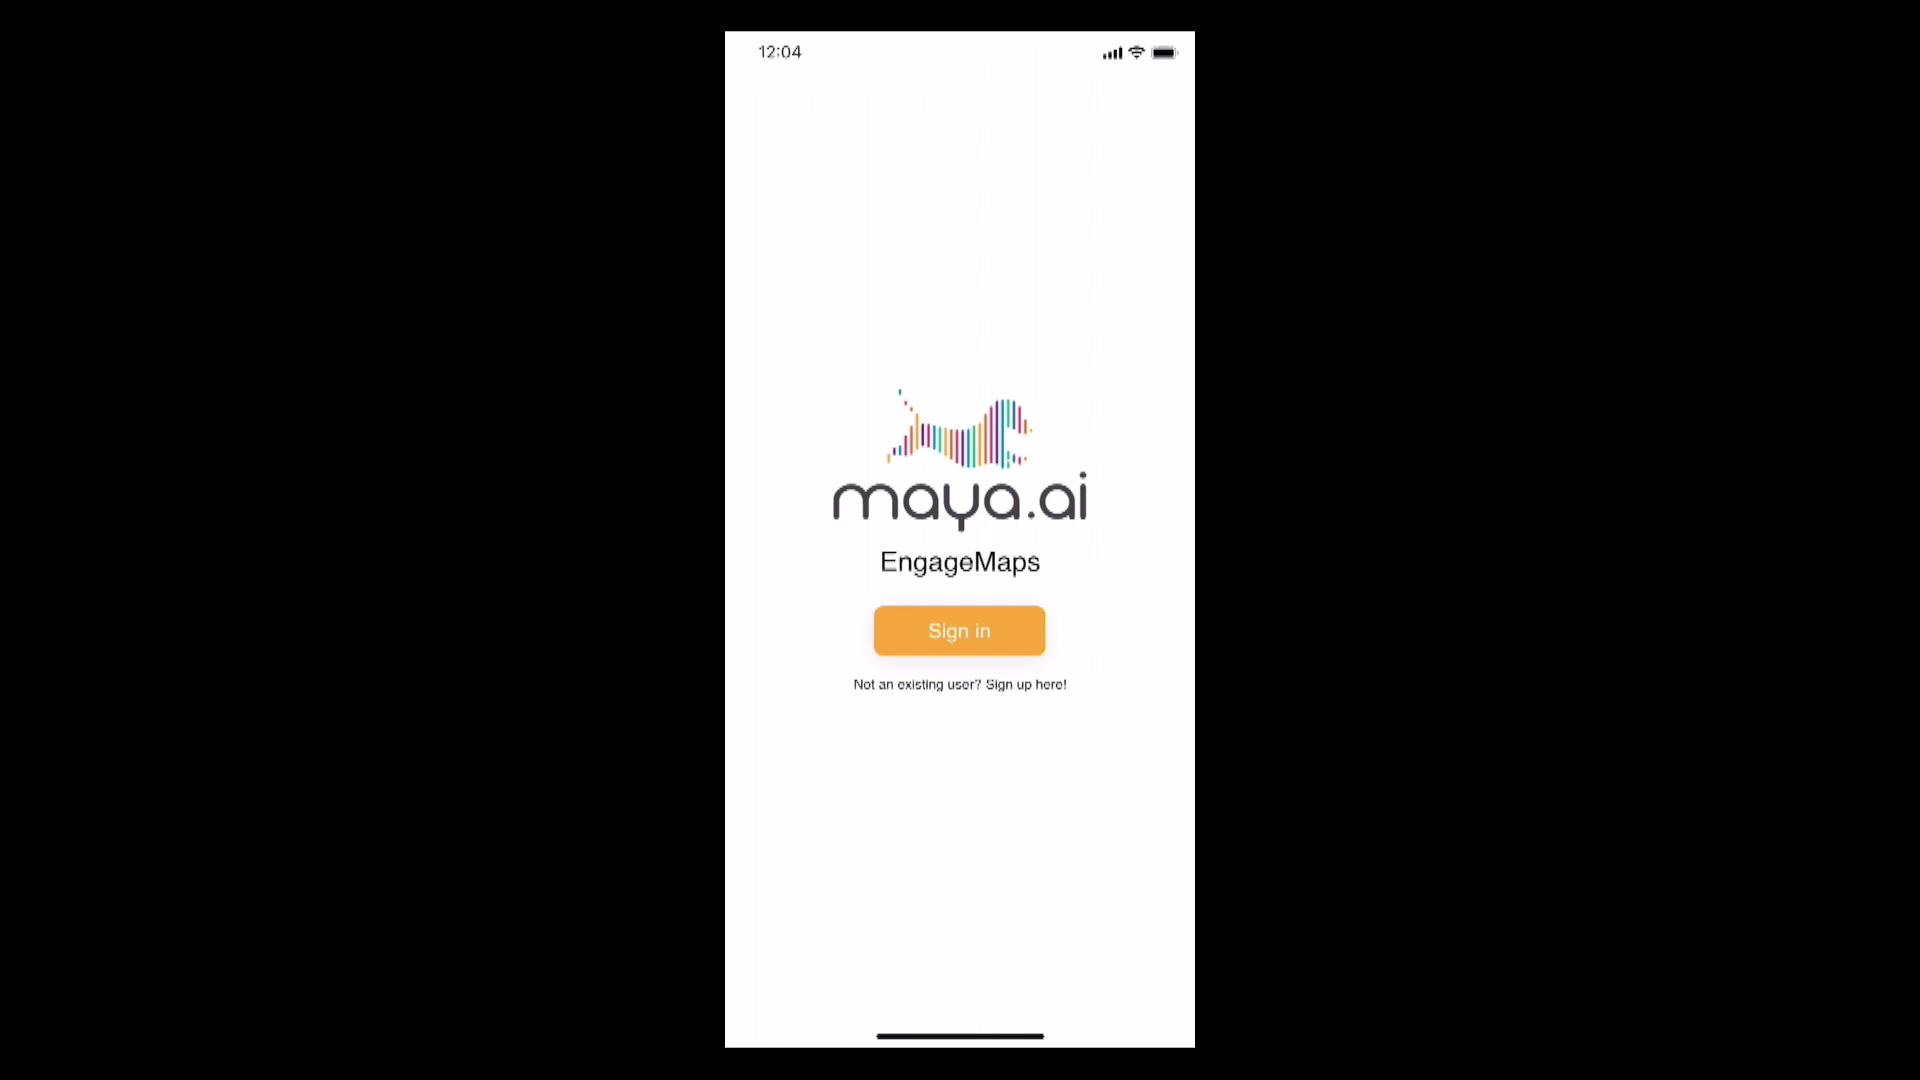 12:04
maya.ai
EngageMaps
Sign in
Not an existing user? Sign up here!